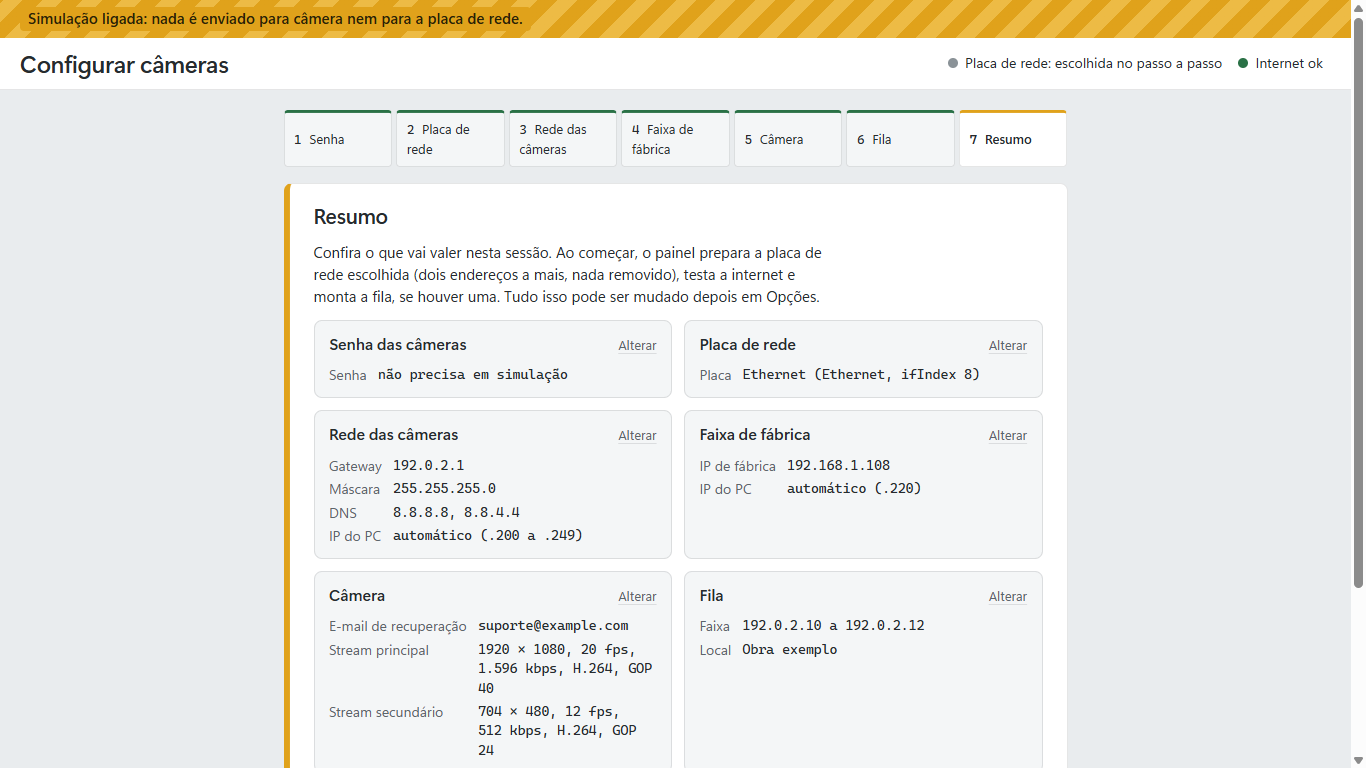 Simulação ligada: nada é enviado para câmera nem para a placa de rede.
Configurar câmeras
Placa de rede: escolhida no passo a passo
Internet ok
1 Senha
2 Placa de
rede
3 Rede das
câmeras
4 Faixa de
fábrica
5 Câmera
6 Fila
7 Resumo
Resumo
Confira o que vai valer nesta sessão. Ao começar, o painel prepara a placa de
rede escolhida (dois endereços a mais, nada removido), testa a internet e
monta a fila, se houver uma. Tudo isso pode ser mudado depois em Opções.
Senha das câmeras
Alterar
Senha não precisa em simulação
Placa de rede
Alterar
Placa Ethernet (Ethernet, ifIndex 8)
Rede das câmeras
Alterar
Gateway 192.0.2.1
Máscara 255.255.255.0
DNS 8.8.8.8, 8.8.4.4
IP do PC automático (.200 a .249)
Faixa de fábrica
Alterar
IP de fábrica 192.168.1.108
IP do PC automático (.220)
Câmera
Alterar
E-mail de recuperação suporte@example.com
Stream principal 1920 × 1080, 20 fps,
1.596 kbps, H.264, GOP
40
Stream secundário 704 × 480, 12 fps,
512 kbps, H.264, GOP
24
Fila
Alterar
Faixa 192.0.2.10 a 192.0.2.12
Local Obra exemplo